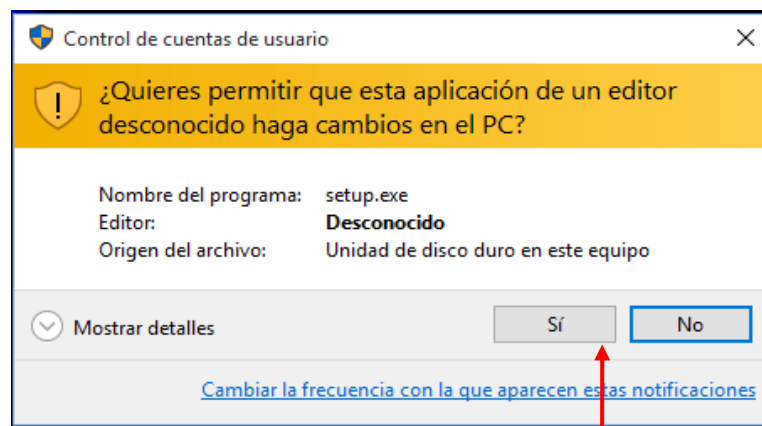 Control de cuentas de usuario
¿Quieres permitir que esta aplicación de un editor
desconocido haga cambios en el PC?
Nombre del programa: setup.exe
Editor: Desconocido
Origen del archivo: Unidad de disco duro en este equipo
Mostrar detalles Sí No
Cambiar la frecuencia con la que aparecen estas notificaciones